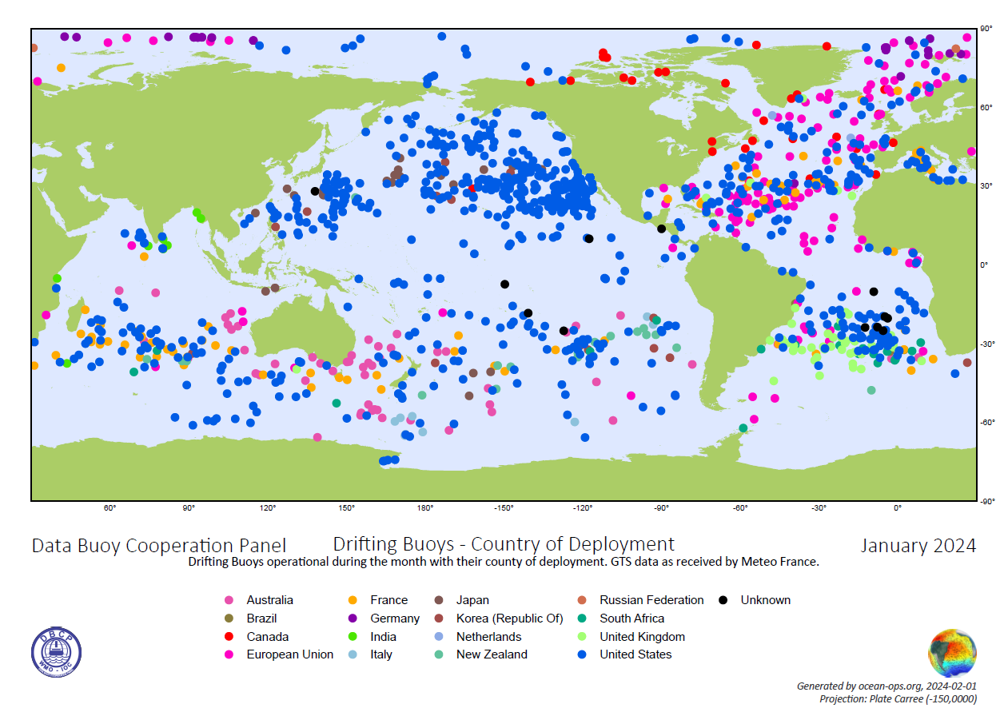 90°
60°
30°
0°
-30°
-60°
-90°
60° 90° 120° 150° 180° -150° -120° -90° -60° -30° 0°
Data Buoy Cooperation Panel Drifting Buoys - Country of Deployment January 2024
Drifting Buoys operational during the month with their county of deployment. GTS data as received by Meteo France.
Australia France Japan Russian Federation Unknown
Brazil Germany Korea (Republic Of) South Africa
Canada India Netherlands United Kingdom
European Union Italy New Zealand United States
DBCP
WMO - IOC
Generated by ocean-ops.org, 2024-02-01
Projection: Plate Carree (-150,0000)